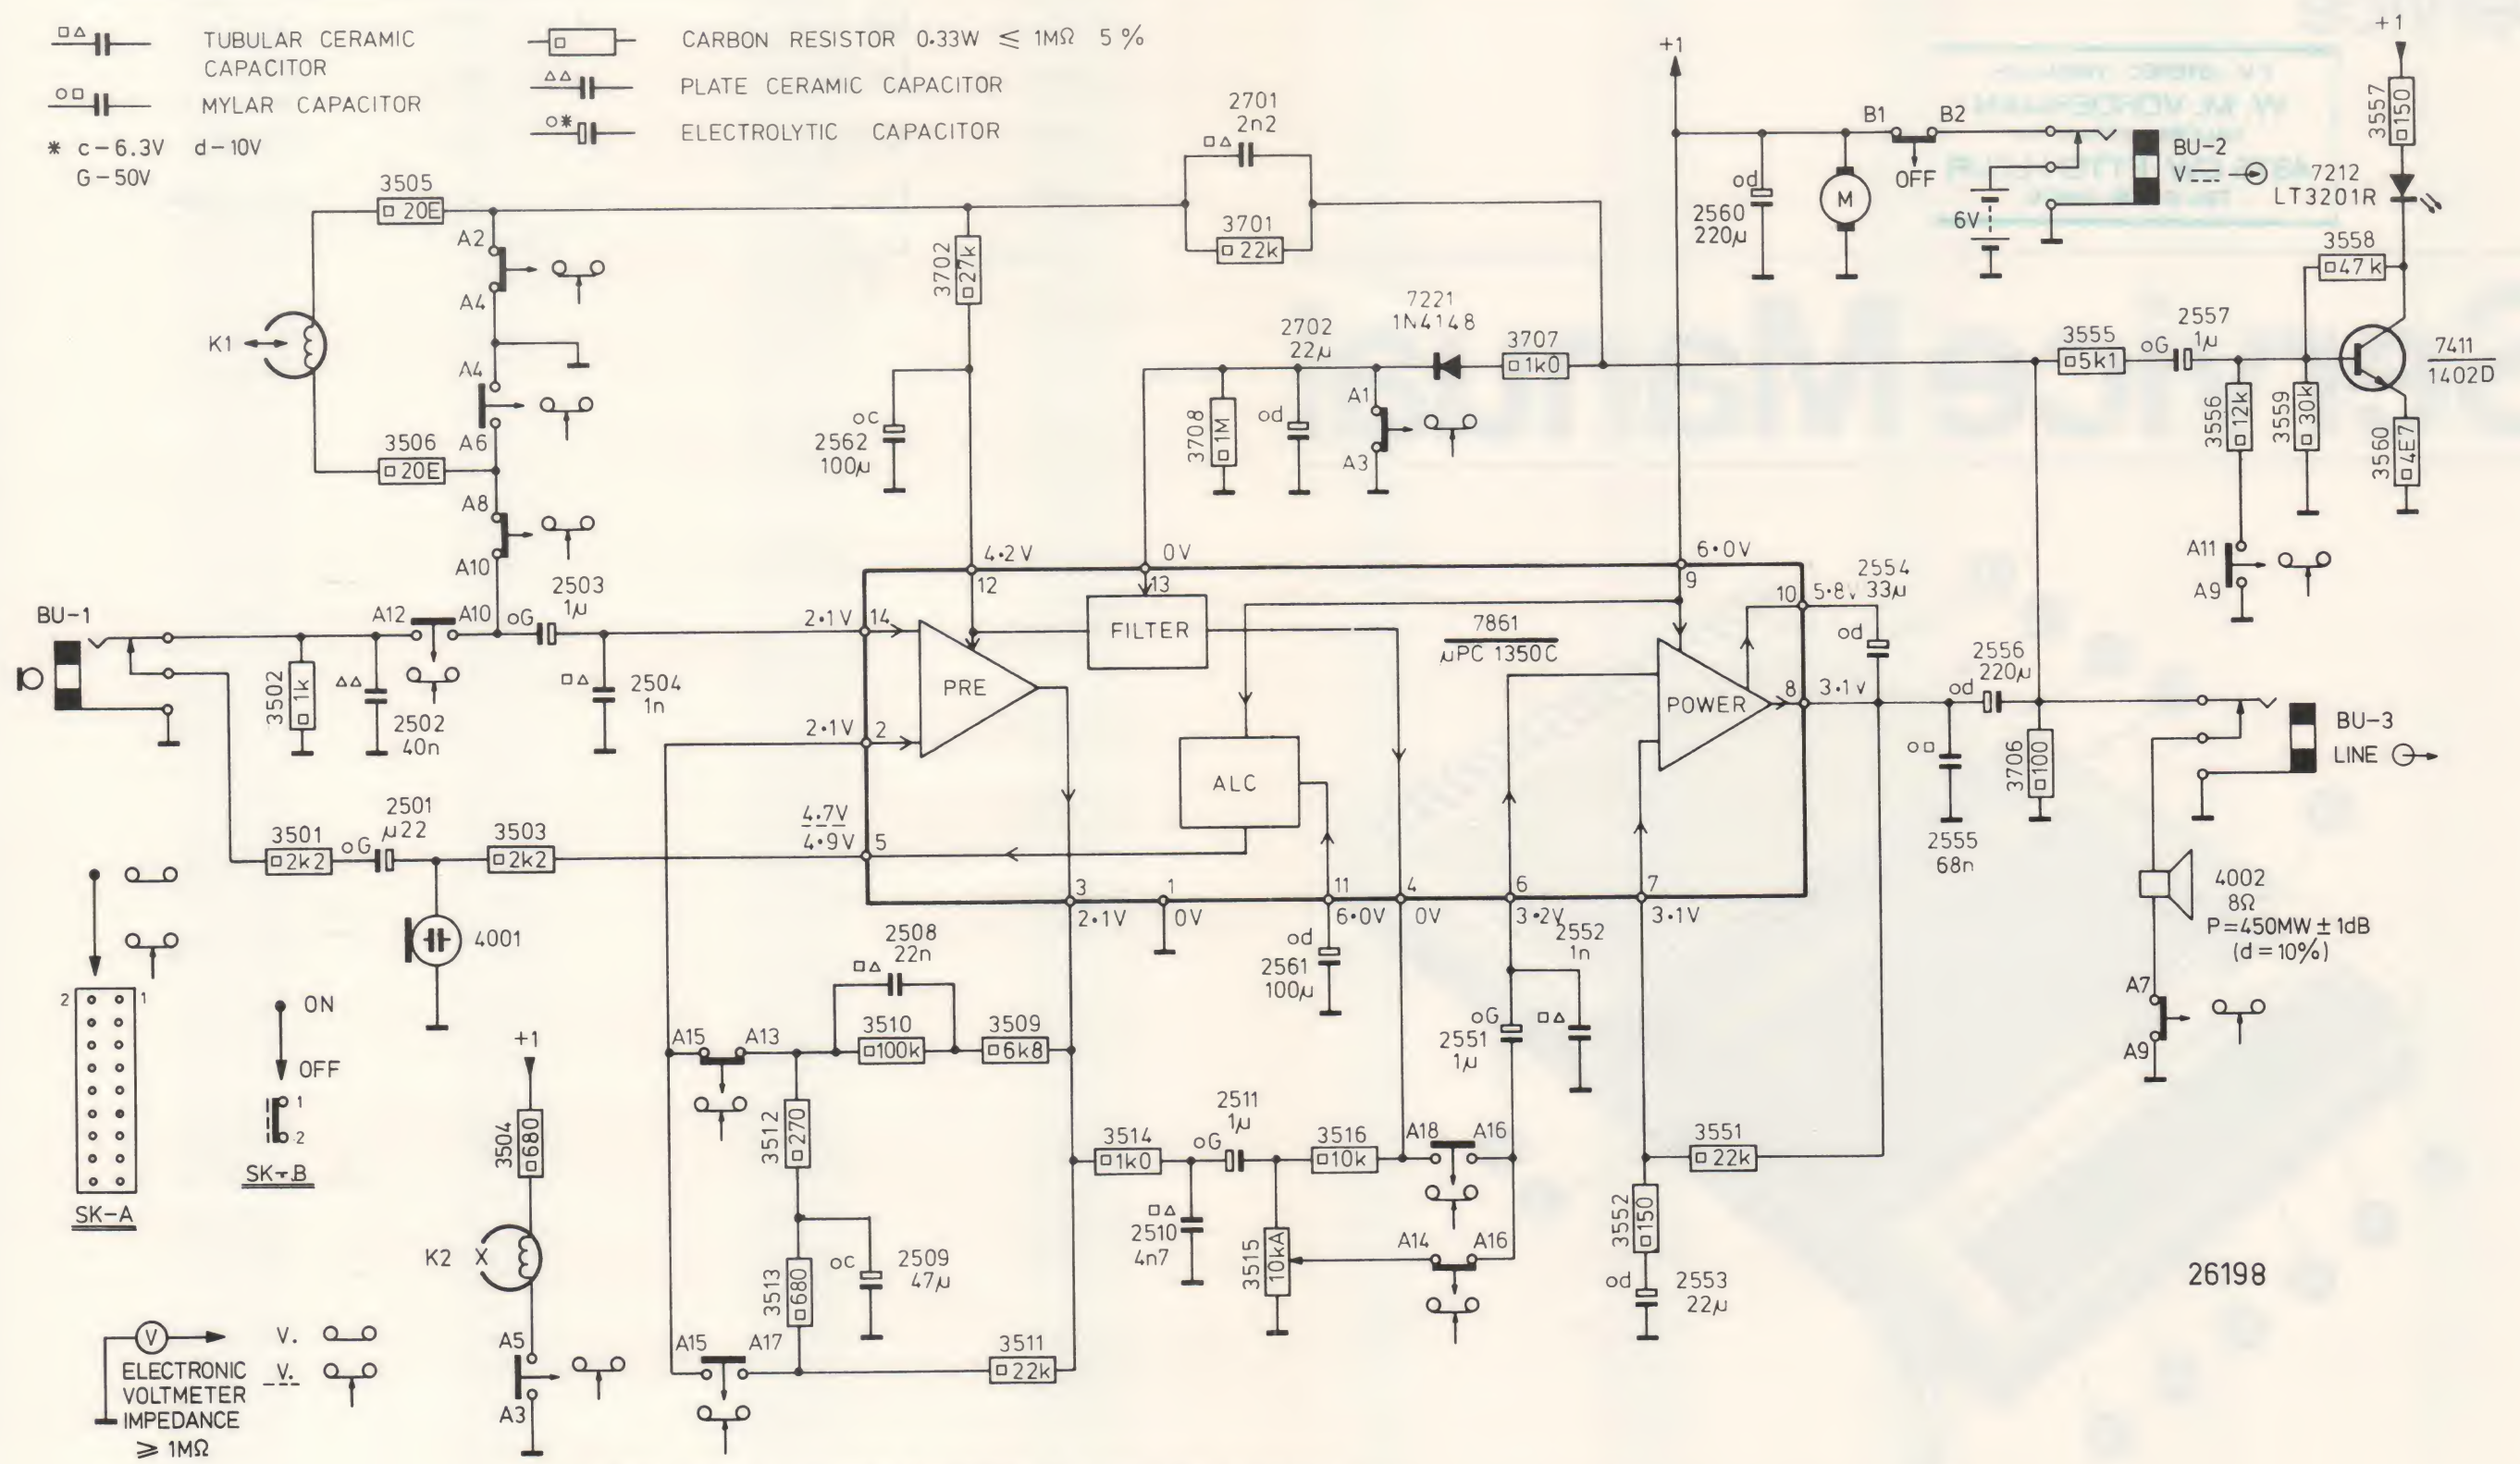 TUBULAR CERAMIC
CAPACITOR
MYLAR CAPACITOR
* c-6.3V d-10V
G-50V
CARBON RESISTOR 0.33W ≤ 1MΩ 5%
PLATE CERAMIC CAPACITOR
o* ELECTROLYTIC CAPACITOR
3505
20E
A2
A4
K1
A4
A6
3506
20E
A8
A10
3702
27k
oc
2562
100µ
2701
2n2
3701
22k
7221
1N4148
2702
22µ
3707
1k0
3708
1M
od
A1
A3
+1
od
2560
220µ
M
B1
B2
OFF
6V
BU-2
V
+1
3557
150
7212
LT3201R
3558
47k
3555
5k1
oG
2557
1µ
7411
1402D
3556
12k
3559
30k
3560
4E7
A11
A9
BU-1
3502
1k
2502
40n
A12
A10
oG
2503
1µ
2504
1n
4.2V
0V
6.0V
12
13
9
2.1V
14
PRE
FILTER
7861
µPC 1350C
10
5.8V
2554
33µ
od
2.1V
2
POWER
8
3.1V
od
2556
220µ
ALC
4.7V
4.9V
5
2555
68n
3706
100
BU-3
LINE
4002
8Ω
P=450MW ± 1dB
(d=10%)
A7
A9
3501
2k2
oG
2501
µ22
3503
2k2
4001
3
2.1V
1
0V
11
6.0V
4
0V
6
3.2V
7
3.1V
od
2561
100µ
2552
1n
oG
2551
1µ
2508
22n
3510
100k
3509
6k8
A15
A13
3512
270
3513
680
oc
2509
47µ
A15
A17
3511
22k
3514
1k0
oG
2511
1µ
2510
4n7
3515
10kA
3516
10k
A18
A16
A14
A16
3551
22k
3552
150
od
2553
22µ
2
1
SK-A
ON
OFF
1
2
SK-B
+1
3504
680
K2
X
A5
A3
V
V.
ELECTRONIC
V.
VOLTMETER
IMPEDANCE
≥ 1MΩ
26198